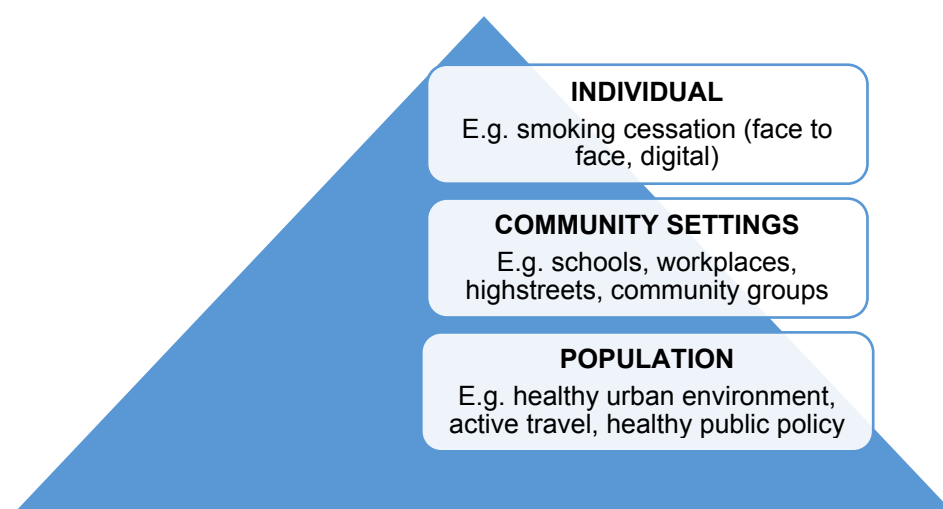 INDIVIDUAL
E.g. smoking cessation (face to
face, digital)
COMMUNITY SETTINGS
E.g. schools, workplaces,
highstreets, community groups
POPULATION
E.g. healthy urban environment,
active travel, healthy public policy